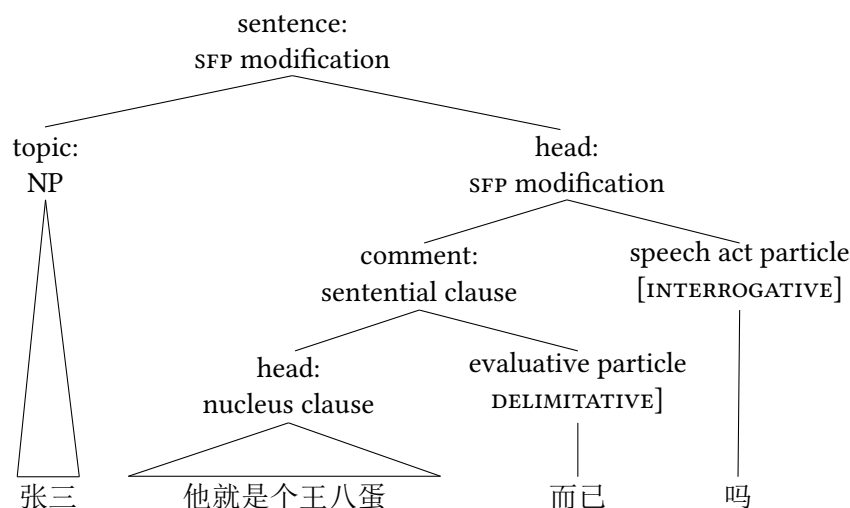 sentence:
SFP modification
topic:
NP
head:
SFP modification
comment:
sentential clause
speech act particle
[INTERROGATIVE]
head:
nucleus clause
evaluative particle
DELIMITATIVE]
张三 他就是个王八蛋 而已 吗